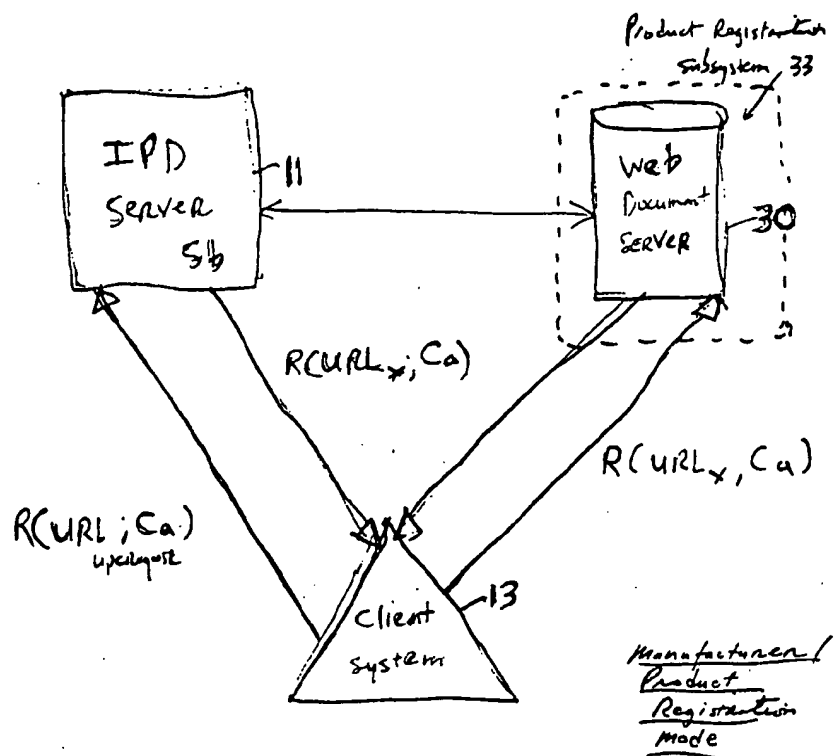 Product Registration
subsystem 33
IPD
Server
Sb
11
Web
Document
Server
30
R(URLx; Ca)
R(URLx, Ca)
R(URL; Ca)
Client
system
13
Manufacturer/
Product
Registration
mode